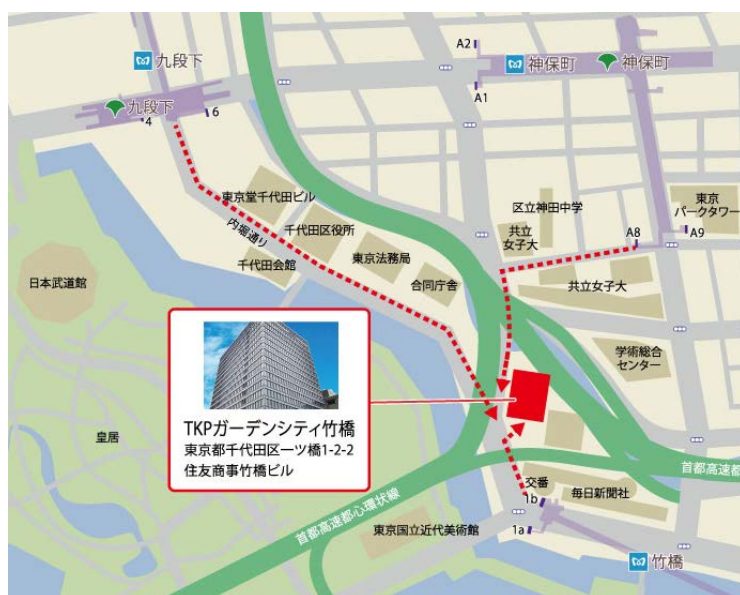 九段下
九段下
4
6
A2
神保町
神保町
A1
東京堂千代田ビル
内堀通り
千代田区役所
千代田会館
東京法務局
合同庁舎
区立神田中学
共立
女子大
A8
A9
東京
パークタワー
共立女子大
学術総合
センター
日本武道館
皇居
TKPガーデンシティ竹橋
東京都千代田区一ツ橋1-2-2
住友商事竹橋ビル
首都高速都心環状線
首都高速都
交番
1b
毎日新聞社
1a
東京国立近代美術館
竹橋